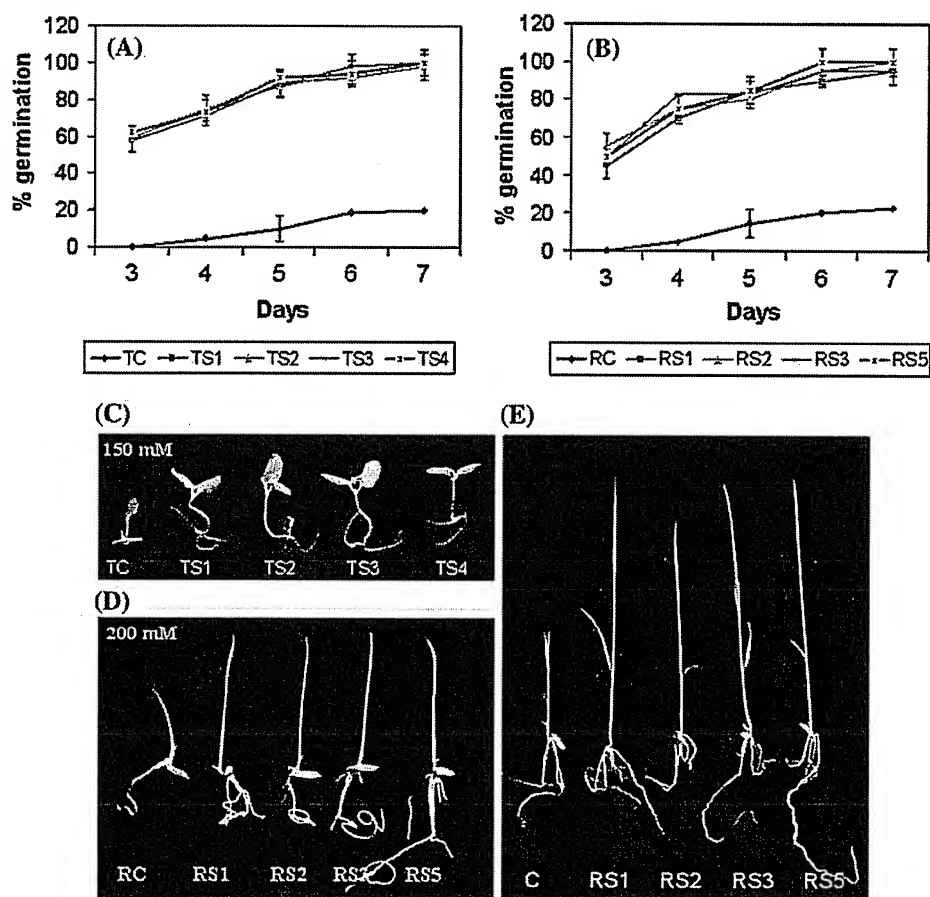 (A)
120
100
80
60
40
20
0
% germination
3 4 5 6 7
Days
TC TS1 TS2 TS3 TS4
(B)
120
100
80
60
40
20
0
% germination
3 4 5 6 7
Days
RC RS1 RS2 RS3 RS5
(C)
150 mM
TC TS1 TS2 TS3 TS4
(D)
200 mM
RC RS1 RS2 RS3 RS5
(E)
C RS1 RS2 RS3 RS5